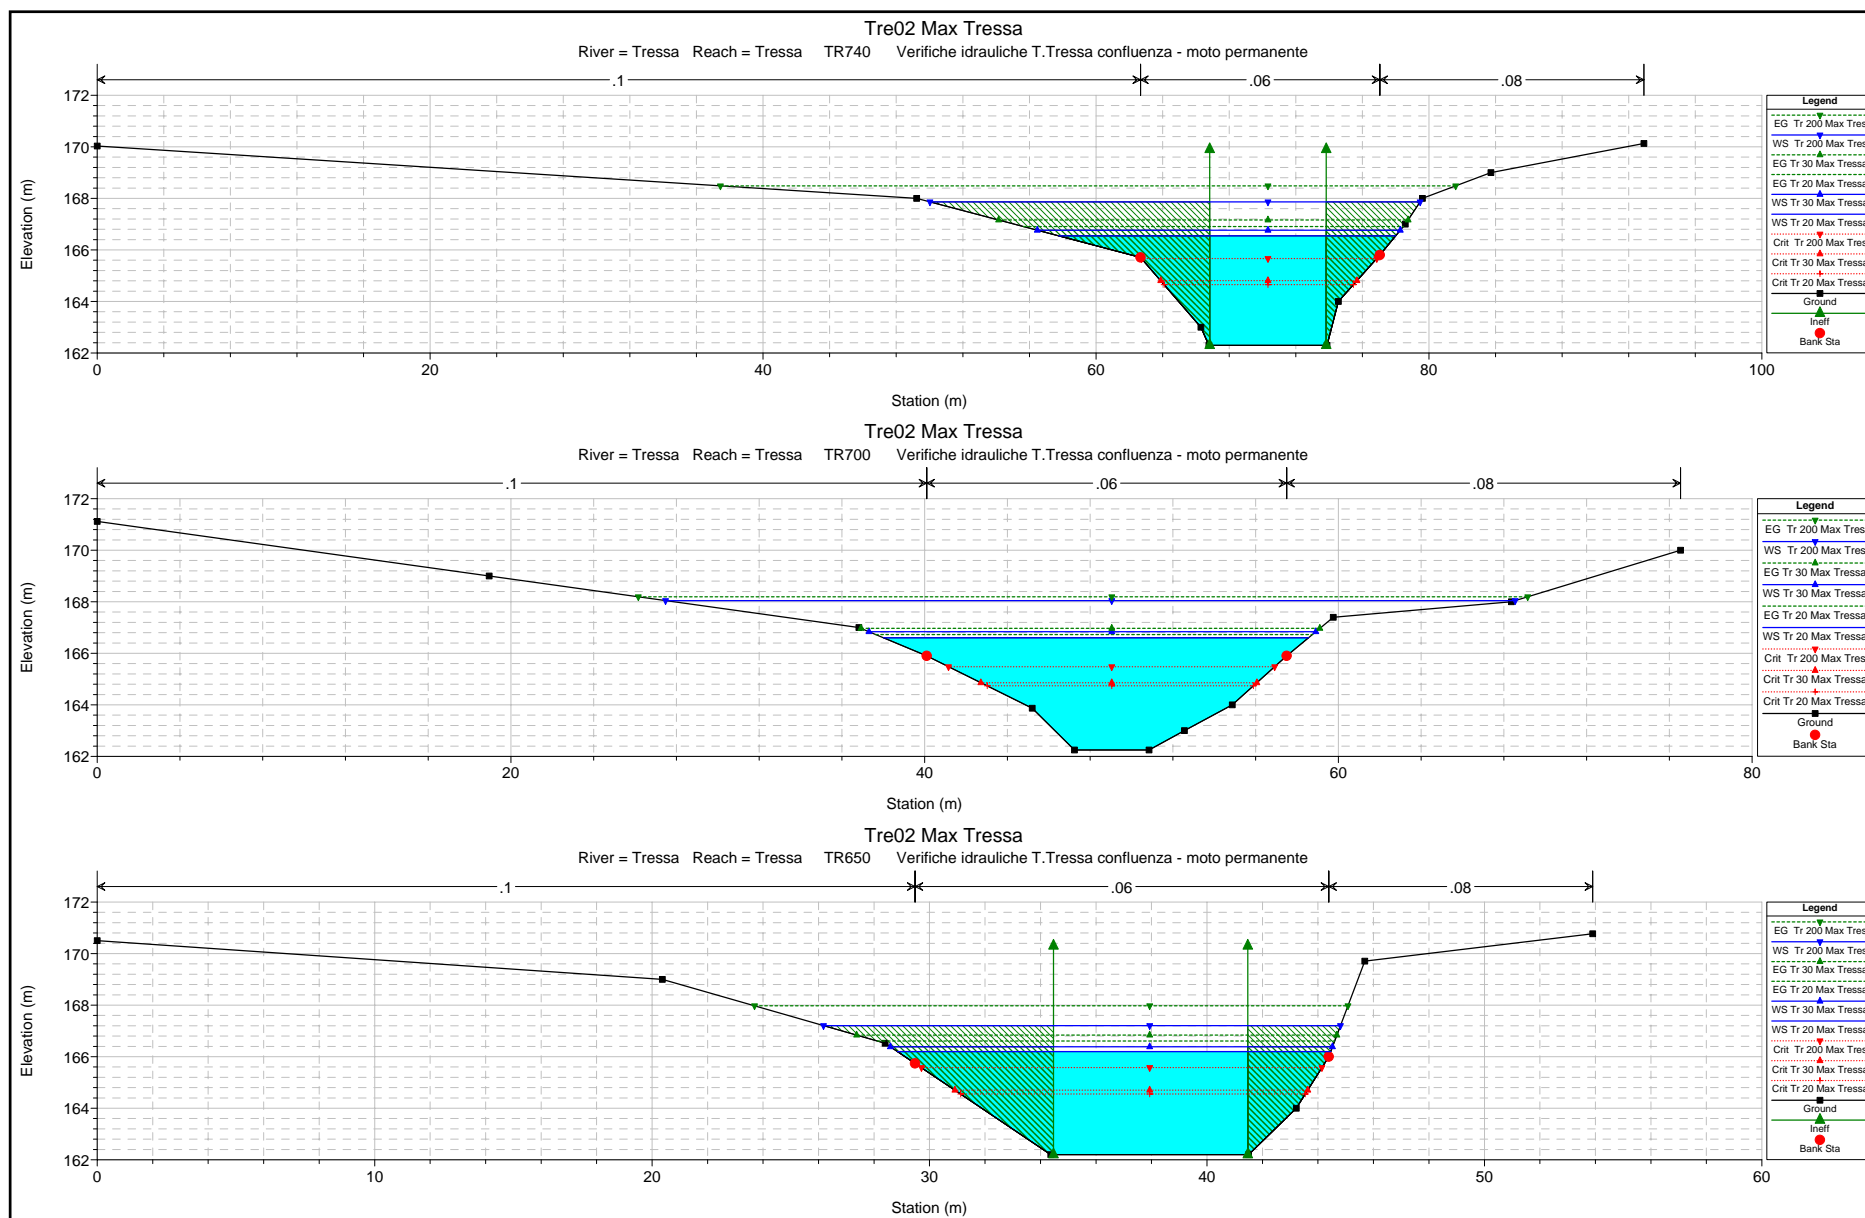 Tre02 Max Tressa
River = Tressa Reach = Tressa TR740 Verifiche idrauliche T.Tressa confluenza - moto permanente
.1 .06 .08
Elevation (m)
172
170
168
166
164
162
0 20 40 60 80 100
Station (m)
Legend
EG Tr 200 Max Tres
WS Tr 200 Max Tres
EG Tr 30 Max Tressa
EG Tr 20 Max Tressa
WS Tr 30 Max Tressa
WS Tr 20 Max Tressa
Crit Tr 200 Max Tres
Crit Tr 30 Max Tressa
Crit Tr 20 Max Tressa
Ground
Ineff
Bank Sta
Tre02 Max Tressa
River = Tressa Reach = Tressa TR700 Verifiche idrauliche T.Tressa confluenza - moto permanente
.1 .06 .08
Elevation (m)
172
170
168
166
164
162
0 20 40 60 80
Station (m)
Legend
EG Tr 200 Max Tres
WS Tr 200 Max Tres
EG Tr 30 Max Tressa
WS Tr 30 Max Tressa
EG Tr 20 Max Tressa
WS Tr 20 Max Tressa
Crit Tr 200 Max Tres
Crit Tr 30 Max Tressa
Crit Tr 20 Max Tressa
Ground
Bank Sta
Tre02 Max Tressa
River = Tressa Reach = Tressa TR650 Verifiche idrauliche T.Tressa confluenza - moto permanente
.1 .06 .08
Elevation (m)
172
170
168
166
164
162
0 10 20 30 40 50 60
Station (m)
Legend
EG Tr 200 Max Tres
WS Tr 200 Max Tres
EG Tr 30 Max Tressa
EG Tr 20 Max Tressa
WS Tr 30 Max Tressa
WS Tr 20 Max Tressa
Crit Tr 200 Max Tres
Crit Tr 30 Max Tressa
Crit Tr 20 Max Tressa
Ground
Ineff
Bank Sta